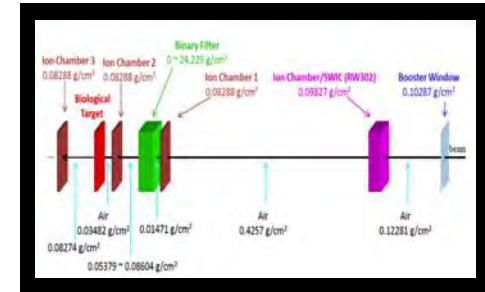 Binary Filter
0 ~ 24.225 g/cm²
Ion Chamber 3
0.08288 g/cm²
Ion Chamber 2
0.08288 g/cm²
Ion Chamber 1
0.08288 g/cm²
Ion Chamber/SWIC (RW302)
0.09827 g/cm²
Booster Window
0.10287 g/cm²
Biological
Target
beam
Air
0.03482 g/cm²
0.01471 g/cm²
Air
0.4257 g/cm²
Air
0.12281 g/cm²
0.08274 g/cm²
0.05379 ~ 0.08604 g/cm²